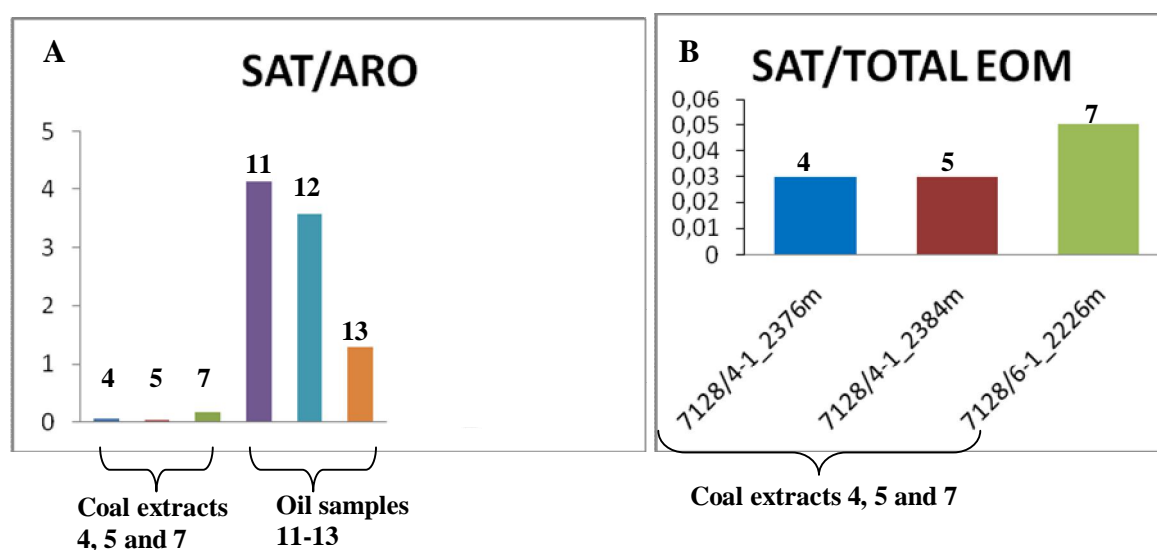 A
SAT/ARO
5
4
3
2
1
0
4
5
7
11
12
13
Coal extracts
4, 5 and 7
Oil samples
11-13
B
SAT/TOTAL EOM
0,06
0,05
0,04
0,03
0,02
0,01
0
4
5
7
7128/4-1_2376m
7128/4-1_2384m
7128/6-1_2226m
Coal extracts 4, 5 and 7